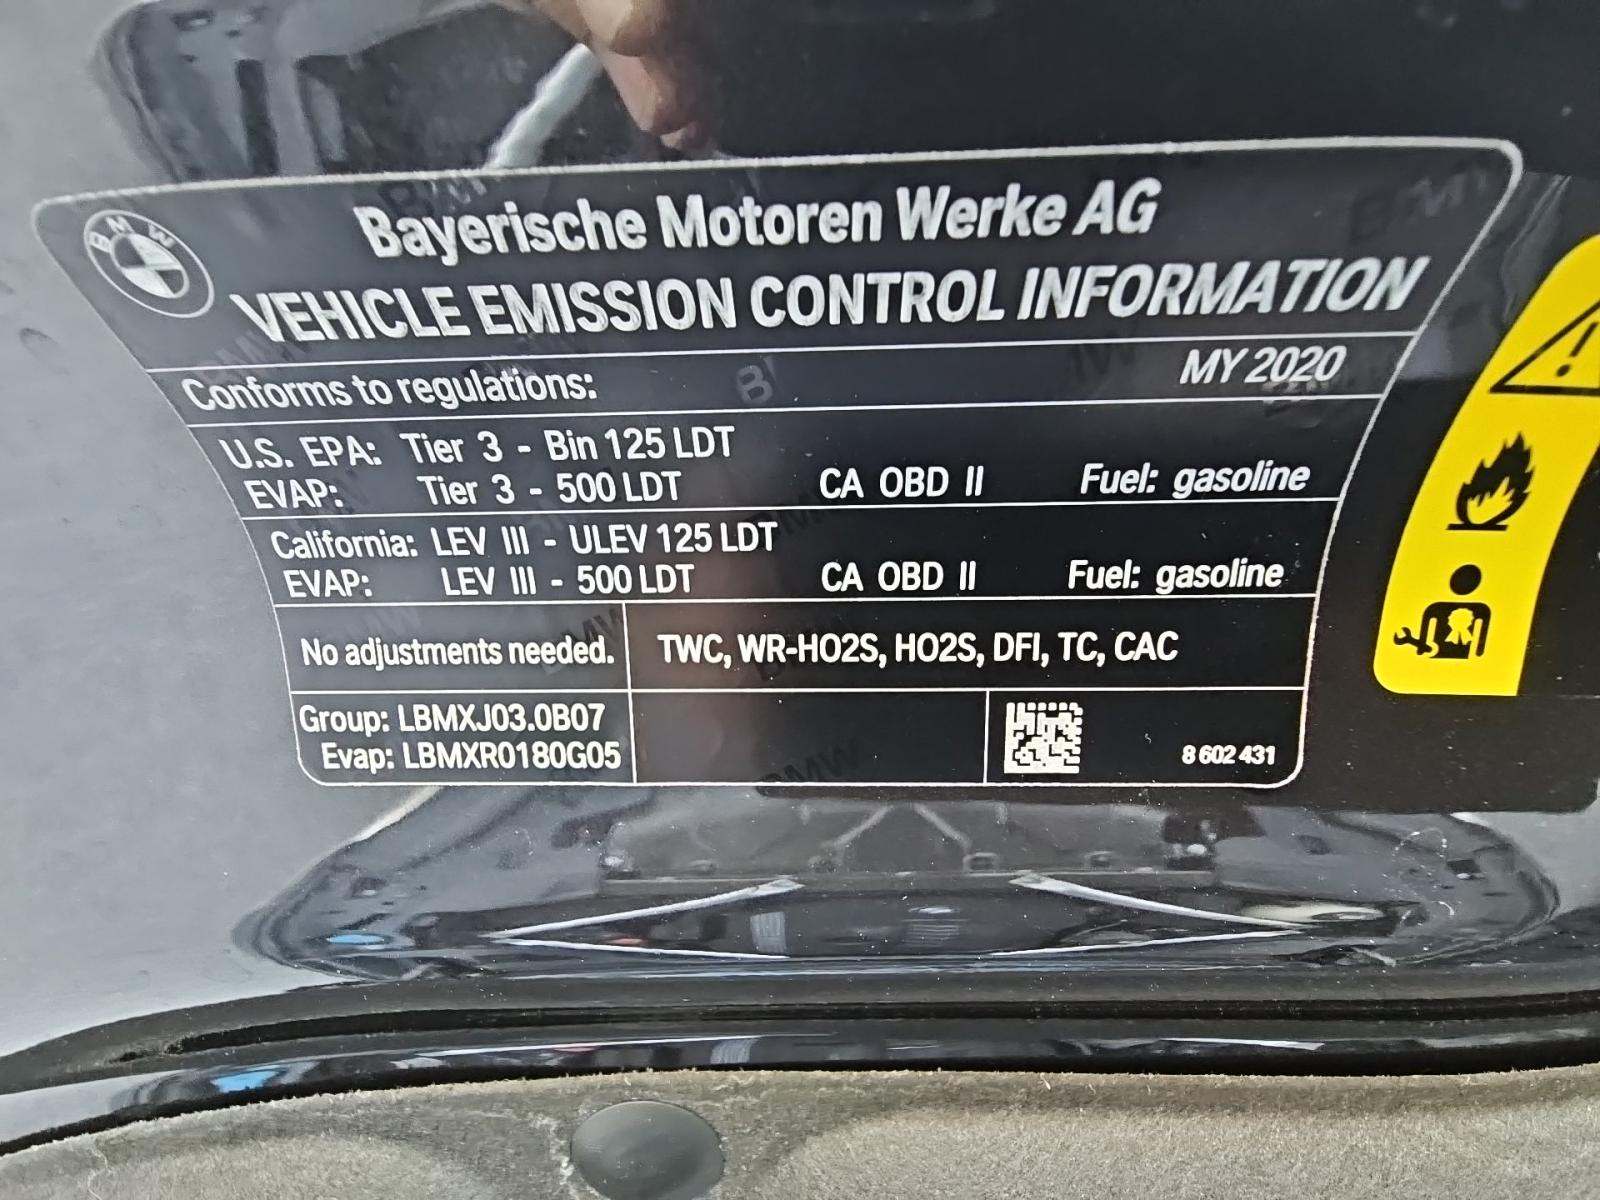 BMW
Bayerische Motoren Werke AG
VEHICLE EMISSION CONTROL INFORMATION
Conforms to regulations: MY 2020
U.S. EPA: Tier 3 - Bin 125 LDT
EVAP: Tier 3 - 500 LDT CA OBD II Fuel: gasoline
California: LEV III - ULEV 125 LDT
EVAP: LEV III - 500 LDT CA OBD II Fuel: gasoline
No adjustments needed. TWC, WR-HO2S, HO2S, DFI, TC, CAC
Group: LBMXJ03.0B07
Evap: LBMXR0180G05 8 602 431